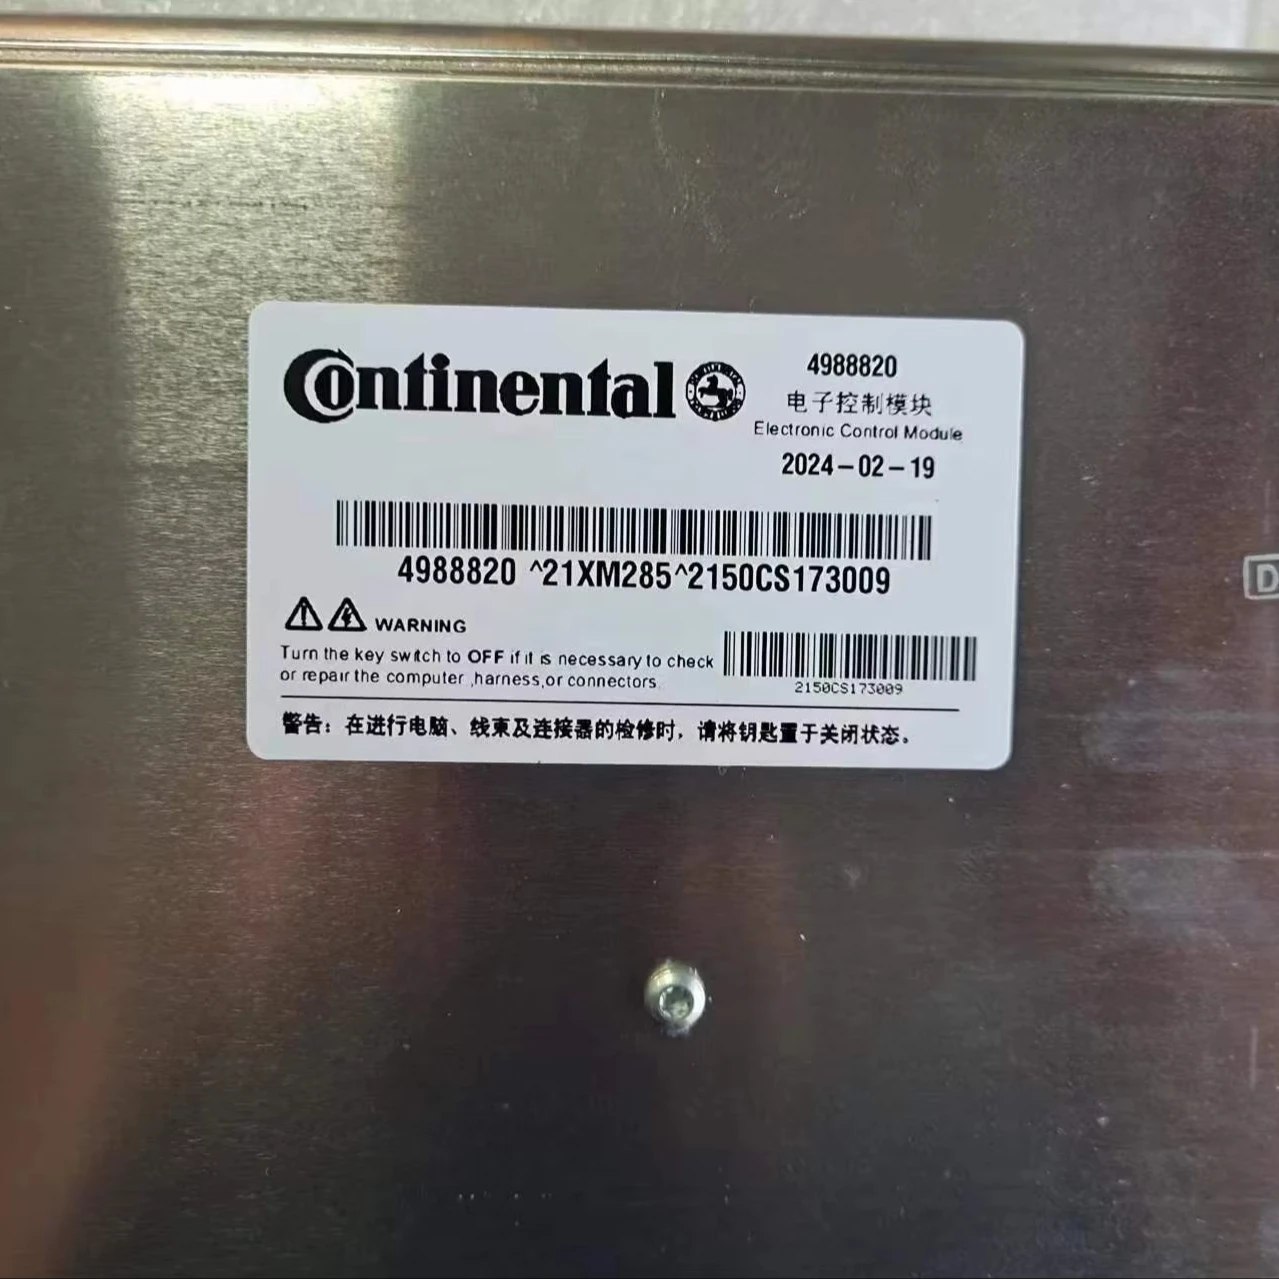 Continental
4988820
电子控制模块
Electronic Control Module
2024-02-19
4988820 ^21XM285^2150CS173009
WARNING
Turn the key switch to OFF if it is necessary to check
or repair the computer ,harness,or connectors.
2150CS173009
警告：在进行电脑、线束及连接器的检修时，请将钥匙置于关闭状态。
D